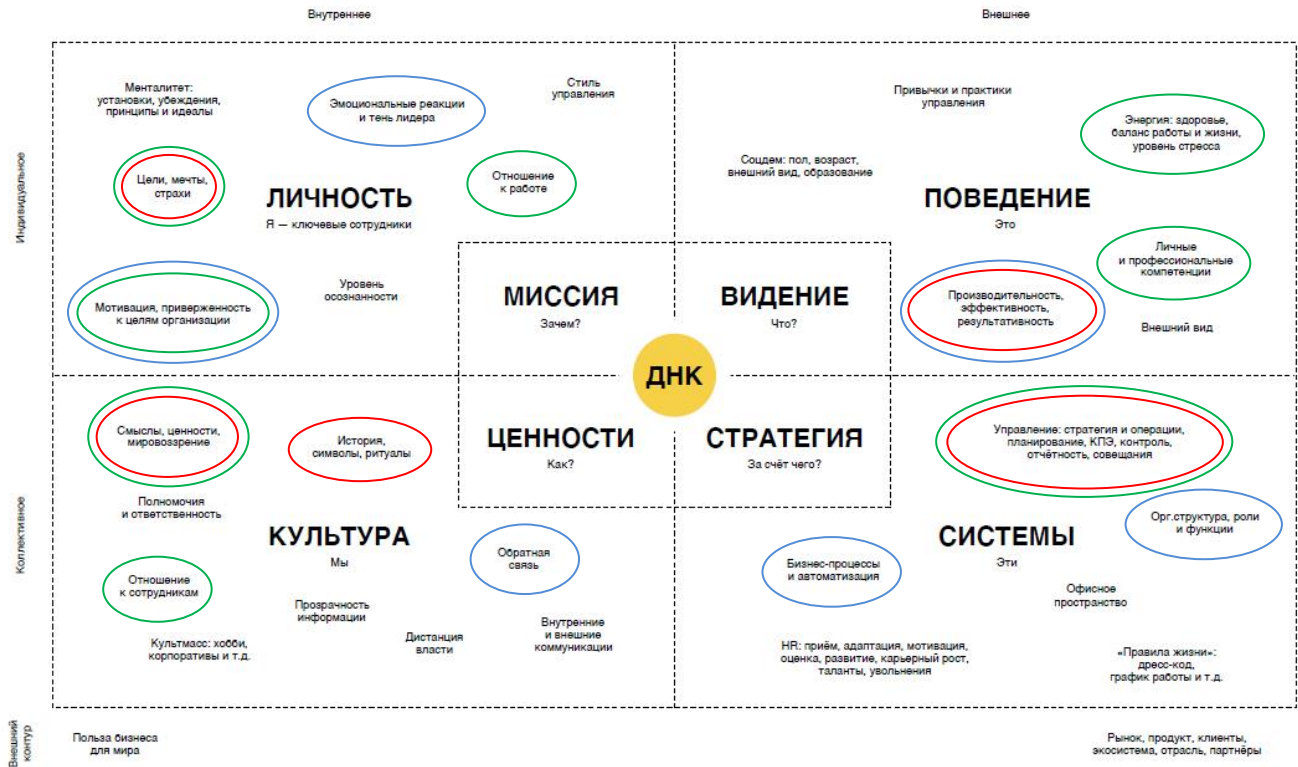 Внутреннее
Внешнее
Индивидуальное
Менталитет:
установки, убеждения,
принципы и идеалы
Эмоциональные реакции
и тень лидера
Стиль
управления
Цели, мечты,
страхи
ЛИЧНОСТЬ
Я — ключевые сотрудники
Отношение
к работе
Мотивация, приверженность
к целям организации
Уровень
осознанности
Привычки и практики
управления
Энергия: здоровье,
баланс работы и жизни,
уровень стресса
Соцдем: пол, возраст,
внешний вид, образование
ПОВЕДЕНИЕ
Это
Личные
и профессиональные
компетенции
Производительность,
эффективность,
результативность
Внешний вид
МИССИЯ
Зачем?
ВИДЕНИЕ
Что?
ДНК
ЦЕННОСТИ
Как?
СТРАТЕГИЯ
За счёт чего?
Коллективное
Смыслы, ценности,
мировоззрение
История,
символы, ритуалы
Полномочия
и ответственность
КУЛЬТУРА
Мы
Обратная
связь
Отношение
к сотрудникам
Прозрачность
информации
Культмасс: хобби,
корпоративы и т.д.
Дистанция
власти
Внутренние
и внешние
коммуникации
Управление: стратегия и операции,
планирование, КПЭ, контроль,
отчётность, совещания
Орг.структура, роли
и функции
СИСТЕМЫ
Эти
Бизнес-процессы
и автоматизация
Офисное
пространство
HR: приём, адаптация, мотивация,
оценка, развитие, карьерный рост,
таланты, увольнения
«Правила жизни»:
дресс-код,
график работы и т.д.
Внешний
контур
Польза бизнеса
для мира
Рынок, продукт, клиенты,
экосистема, отрасль, партнёры